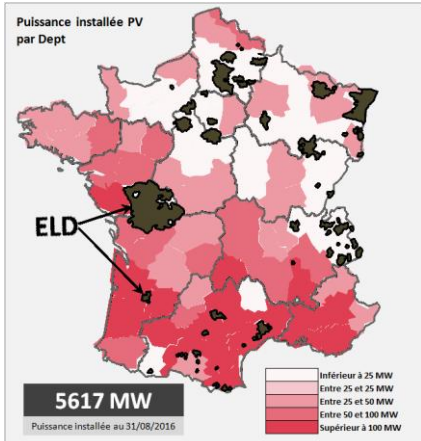 Puissance installée PV
par Dept
ELD
5617 MW
Puissance installée au 31/08/2016
Inférieur à 25 MW
Entre 25 et 25 MW
Entre 25 et 50 MW
Entre 50 et 100 MW
Supérieur à 100 MW